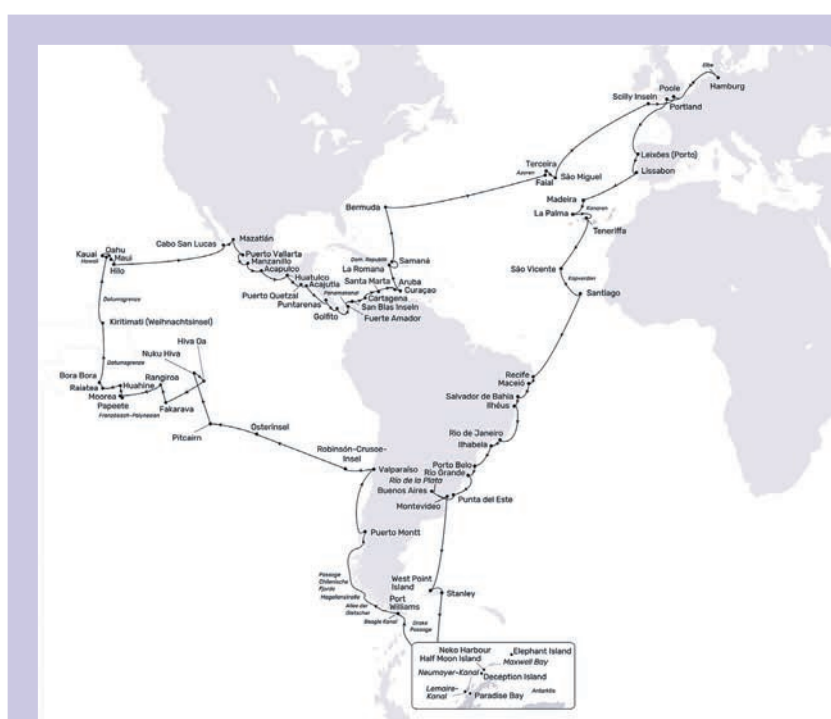 Elbe
Hamburg
Poole
Scilly Inseln
Portland
Leixões (Porto)
Lissabon
Terceira
Azoren
Faial
São Miguel
Madeira
Kanaren
La Palma
Teneriffa
Bermuda
Mazatlán
Cabo San Lucas
Oahu
Kauai
Maui
Hawaii
Hilo
Puerto Vallarta
Manzanillo
Acapulco
Huatulco
Acajutla
Puerto Quetzal
Puntarenas
Golfito
Panamakanal
Dom. Republik
Samaná
La Romana
Aruba
Santa Marta
Curaçao
Cartagena
San Blas Inseln
Fuerte Amador
São Vicente
Kapverden
Santiago
Datumsgrenze
Kiritimati (Weihnachtsinsel)
Datumsgrenze
Hiva Oa
Nuku Hiva
Bora Bora
Rangiroa
Raiatea
Huahine
Moorea
Papeete
Fakarava
Französisch-Polynesien
Pitcairn
Osterinsel
Robinsón-Crusoe-
Insel
Valparaíso
Recife
Maceió
Salvador de Bahia
Ilhéus
Rio de Janeiro
Ilhabela
Porto Belo
Rio Grande
Río de la Plata
Buenos Aires
Punta del Este
Montevideo
Puerto Montt
Passage
Chilenische
Fjorde
Magellanstraße
Allee der
Gletscher
Beagle Kanal
Port
Williams
Drake
Passage
West Point
Island
Stanley
Neko Harbour
Elephant Island
Half Moon Island
Maxwell Bay
Neumayer-Kanal
Deception Island
Lemaire-
Kanal
Paradise Bay
Antarktis